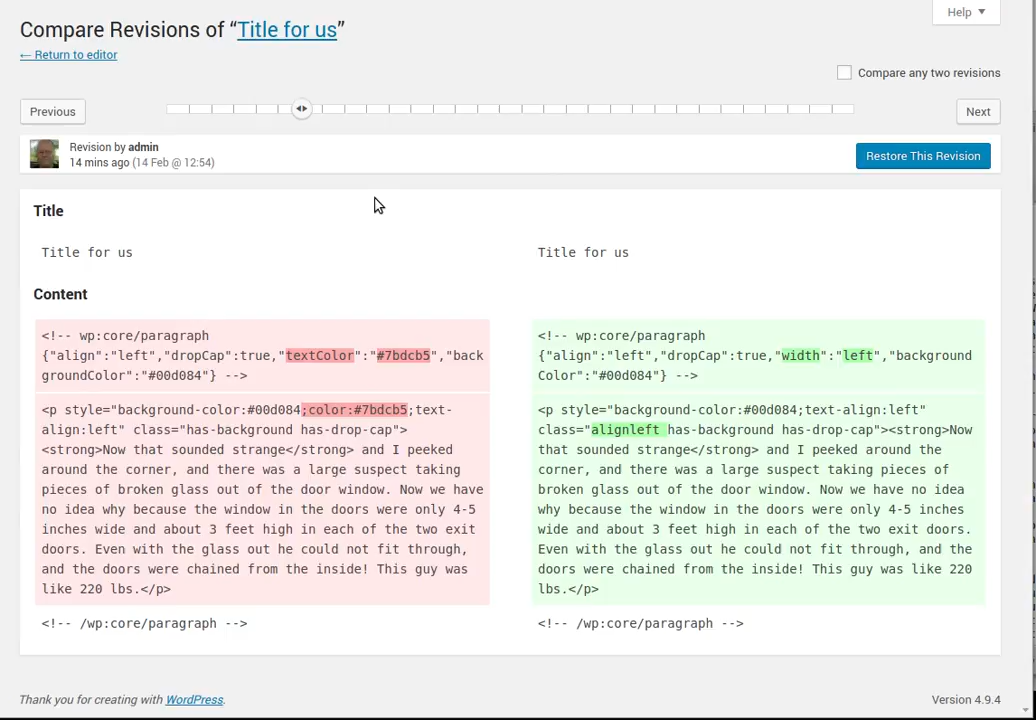 Help ▼
Compare Revisions of “Title for us”
← Return to editor
Compare any two revisions
Previous
Next
Revision by admin
14 mins ago (14 Feb @ 12:54)
Restore This Revision
Title
Title for us
Title for us
Content
<!-- wp:core/paragraph
{"align":"left","dropCap":true,"textColor":"#7bdcb5","back
groundColor":"#00d084"} -->
<p style="background-color:#00d084;color:#7bdcb5;text-
align:left" class="has-background has-drop-cap">
<strong>Now that sounded strange</strong> and I peeked
around the corner, and there was a large suspect taking
pieces of broken glass out of the door window. Now we have
no idea why because the window in the doors were only 4-5
inches wide and about 3 feet high in each of the two exit
doors. Even with the glass out he could not fit through,
and the doors were chained from the inside! This guy was
like 220 lbs.</p>
<!-- /wp:core/paragraph -->
<!-- wp:core/paragraph
{"align":"left","dropCap":true,"width":"left","background
Color":"#00d084"} -->
<p style="background-color:#00d084;text-align:left"
class="alignleft has-background has-drop-cap"><strong>Now
that sounded strange</strong> and I peeked around the
corner, and there was a large suspect taking pieces of
broken glass out of the door window. Now we have no idea
why because the window in the doors were only 4-5 inches
wide and about 3 feet high in each of the two exit doors.
Even with the glass out he could not fit through, and the
doors were chained from the inside! This guy was like 220
lbs.</p>
<!-- /wp:core/paragraph -->
Thank you for creating with WordPress.
Version 4.9.4